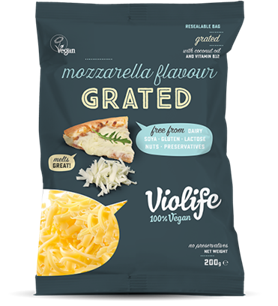 RESEALABLE BAG
vegan
grated
with coconut oil
AND VITAMIN B12
mozzarella flavour
GRATED
free from DAIRY
SOYA · GLUTEN · LACTOSE
NUTS · PRESERVATIVES
melts
GREAT!
Violife
100% Vegan
no preservatives
NET WEIGHT
200g